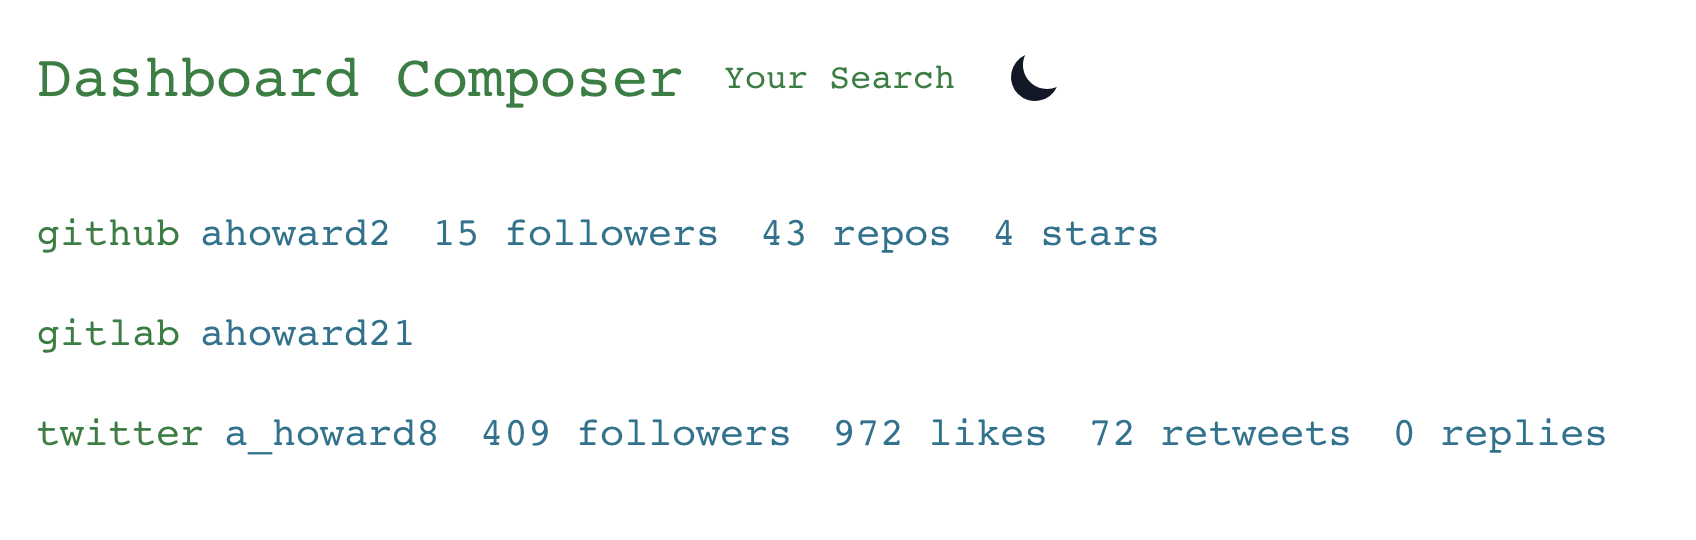 Dashboard Composer Your Search
github ahoward2 15 followers 43 repos 4 stars
gitlab ahoward21
twitter a_howard8 409 followers 972 likes 72 retweets 0 replies